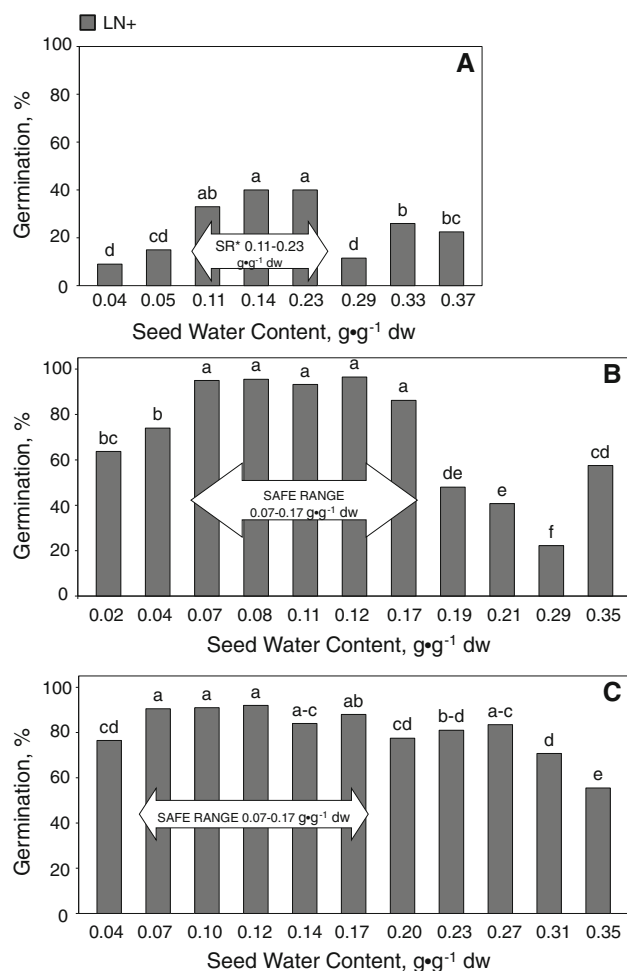 LN+
A
Germination, %
100
80
60
40
20
0
d cd ab a a d b bc
SR* 0.11-0.23
g•g⁻¹ dw
0.04 0.05 0.11 0.14 0.23 0.29 0.33 0.37
Seed Water Content, g•g⁻¹ dw
B
Germination, %
100
80
60
40
20
0
bc b a a a a a de e f cd
SAFE RANGE
0.07-0.17 g•g⁻¹ dw
0.02 0.04 0.07 0.08 0.11 0.12 0.17 0.19 0.21 0.29 0.35
Seed Water Content, g•g⁻¹ dw
C
Germination, %
100
80
60
40
20
0
cd a a a a-c ab cd b-d a-c d e
SAFE RANGE 0.07-0.17 g•g⁻¹ dw
0.04 0.07 0.10 0.12 0.14 0.17 0.20 0.23 0.27 0.31 0.35
Seed Water Content, g•g⁻¹ dw